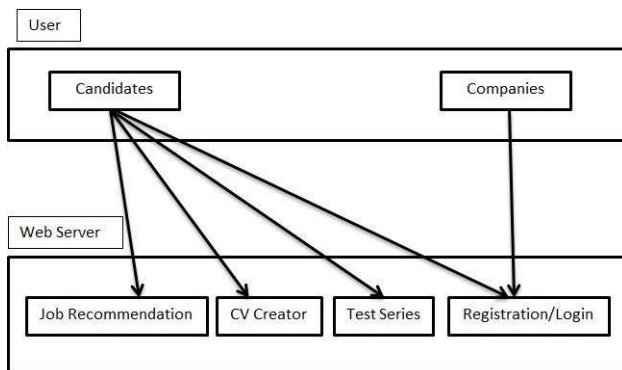 User
Candidates
Companies
Web Server
Job Recommendation
CV Creator
Test Series
Registration/Login